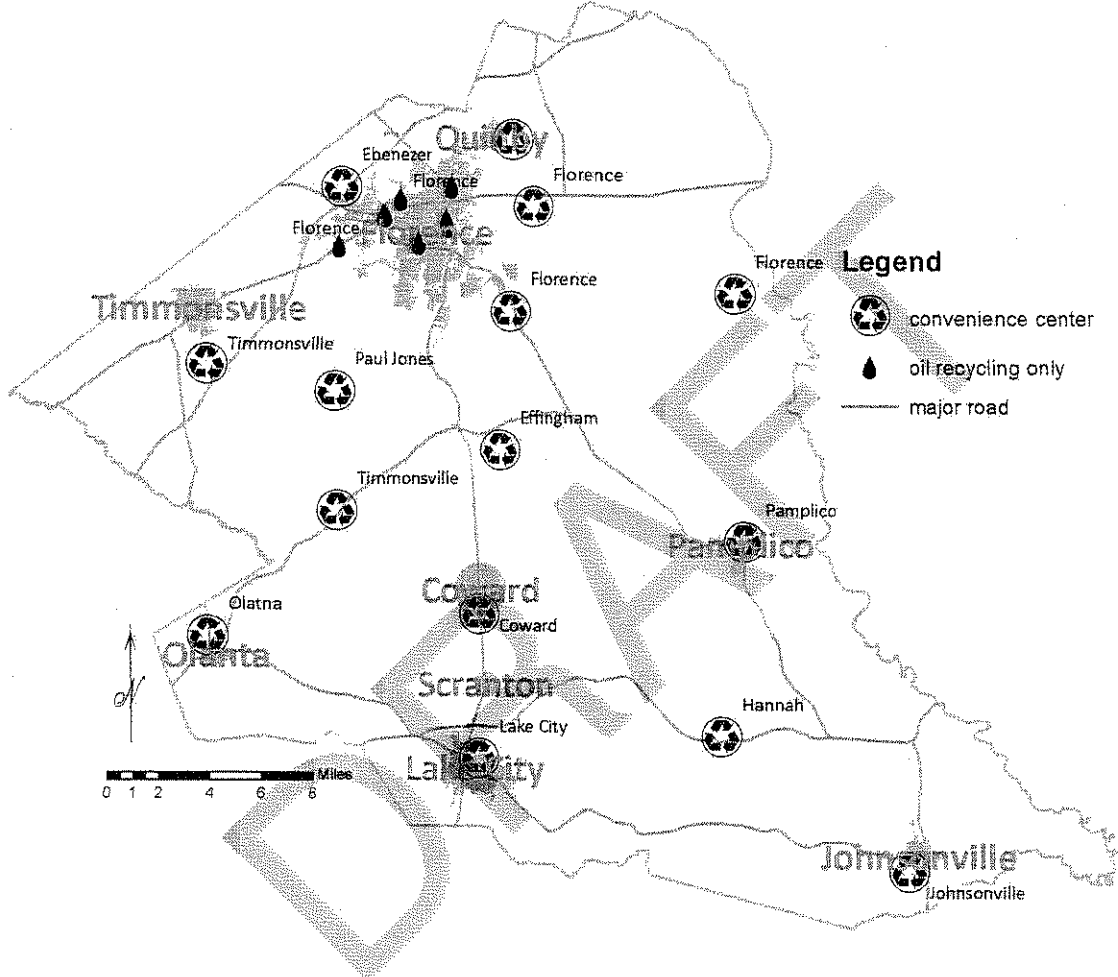 Quinby
Ebenezer
Florence
Florence
Florence
Florence
Florence
Florence
Legend
convenience center
oil recycling only
major road
Timmonsville
Timmonsville
Paul Jones
Effingham
Timmonsville
Pamplico
Pamplico
Coward
Coward
Olatna
Olanta
Scranton
Hannah
Lake City
Lake City
N
Miles
0 1 2 4 6 8
Johnsonville
Johnsonville
DRAFT